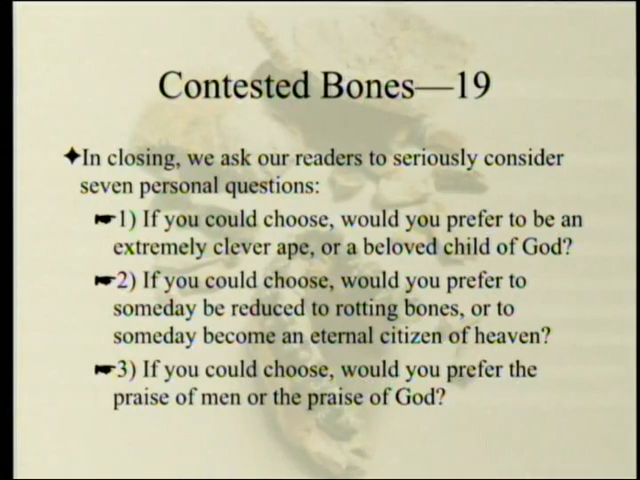 Contested Bones—19
✦In closing, we ask our readers to seriously consider
seven personal questions:
☛1) If you could choose, would you prefer to be an
extremely clever ape, or a beloved child of God?
☛2) If you could choose, would you prefer to
someday be reduced to rotting bones, or to
someday become an eternal citizen of heaven?
☛3) If you could choose, would you prefer the
praise of men or the praise of God?